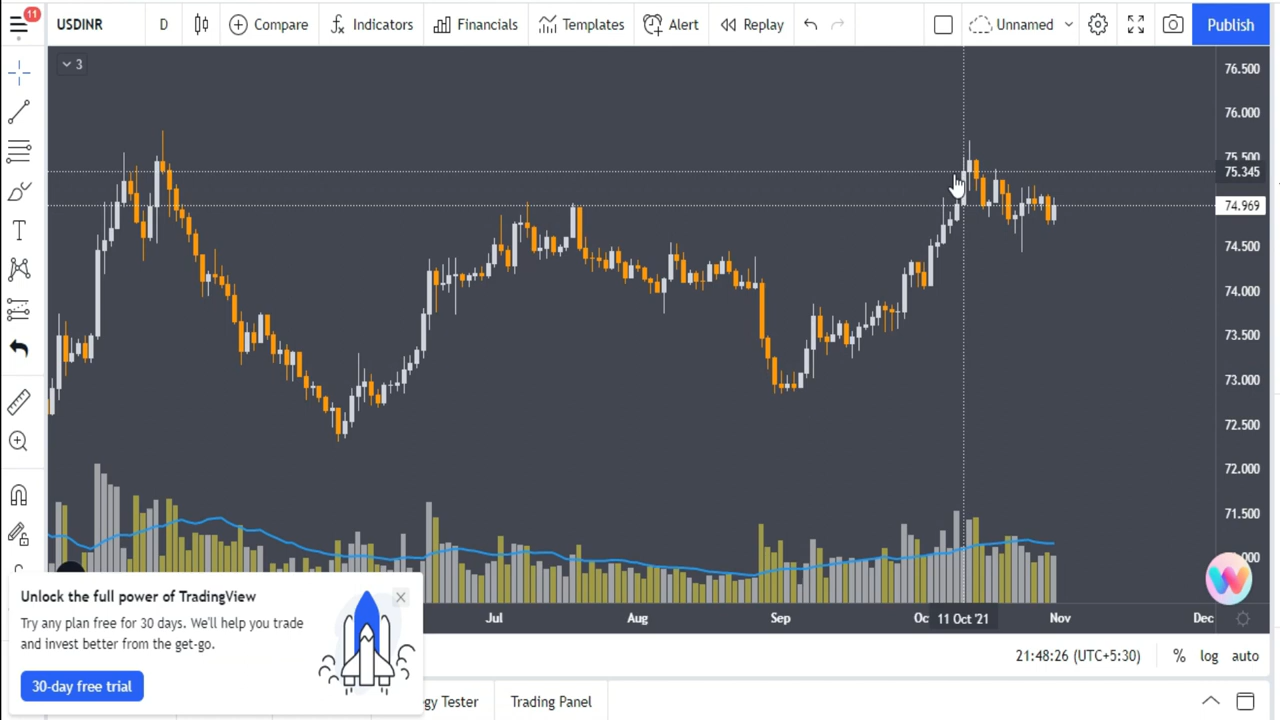 11
USDINR
D
Compare
Indicators
Financials
Templates
Alert
Replay
Unnamed
Publish
3
76.500
76.000
75.500
75.345
74.969
74.500
74.000
73.500
73.000
72.500
72.000
71.500
.000
Jul
Aug
Sep
Oc
11 Oct '21
Nov
Dec
Unlock the full power of TradingView
Try any plan free for 30 days. We'll help you trade
and invest better from the get-go.
30-day free trial
21:48:26 (UTC+5:30)
%
log
auto
gy Tester
Trading Panel